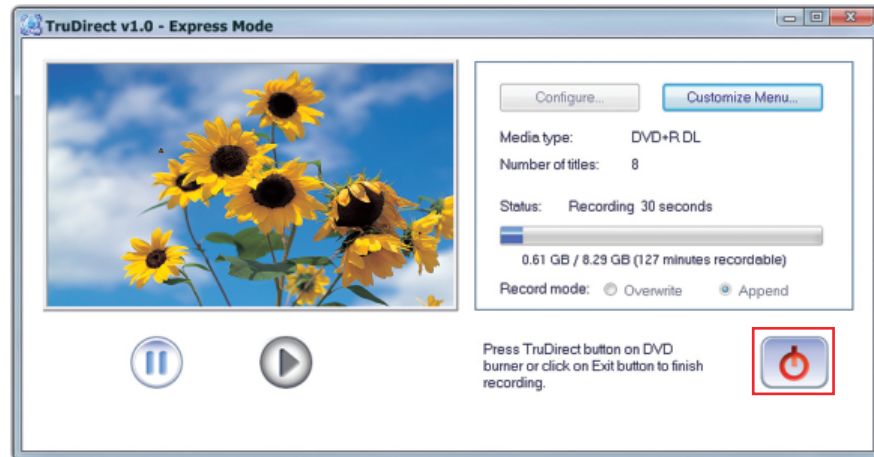 TruDirect v1.0 - Express Mode
Configure... Customize Menu...
Media type: DVD+R DL
Number of titles: 8
Status: Recording 30 seconds
0.61 GB / 8.29 GB (127 minutes recordable)
Record mode: Overwrite Append
Press TruDirect button on DVD
burner or click on Exit button to finish
recording.